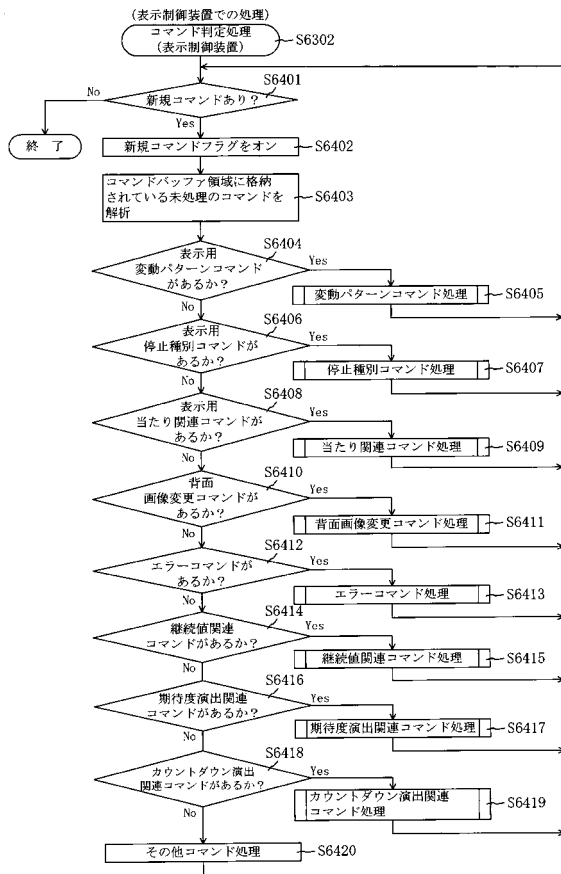 (表示制御装置での処理)
コマンド判定処理
(表示制御装置)
S6302
S6401
新規コマンドあり?
No
Yes
終 了
新規コマンドフラグをオン
S6402
コマンドバッファ領域に格納
されている未処理のコマンドを
解析
S6403
S6404
表示用
変動パターンコマンド
があるか?
Yes
No
変動パターンコマンド処理
S6405
S6406
表示用
停止種別コマンドが
あるか?
Yes
No
停止種別コマンド処理
S6407
S6408
表示用
当たり関連コマンドが
あるか?
Yes
No
当たり関連コマンド処理
S6409
S6410
背面
画像変更コマンドが
あるか?
Yes
No
背面画像変更コマンド処理
S6411
S6412
エラーコマンドが
あるか?
Yes
No
エラーコマンド処理
S6413
S6414
継続値関連
コマンドがあるか?
Yes
No
継続値関連コマンド処理
S6415
S6416
期待度演出関連
コマンドがあるか?
Yes
No
期待度演出関連コマンド処理
S6417
S6418
カウントダウン演出
関連コマンドがあるか?
Yes
No
カウントダウン演出関連
コマンド処理
S6419
その他コマンド処理
S6420